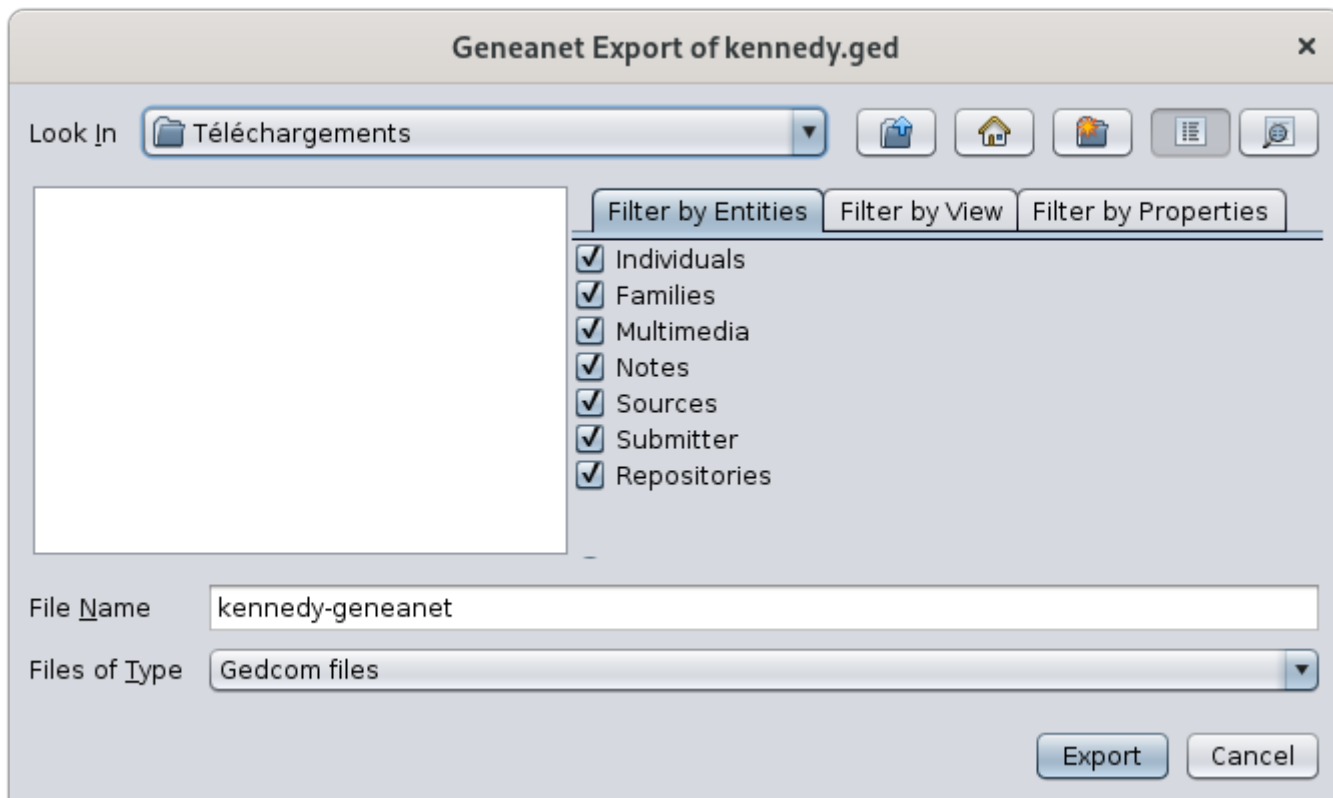 Geneanet Export of kennedy.ged
Look In Téléchargements
Filter by Entities Filter by View Filter by Properties
Individuals
Families
Multimedia
Notes
Sources
Submitter
Repositories
File Name kennedy-geneanet
Files of Type Gedcom files
Export Cancel